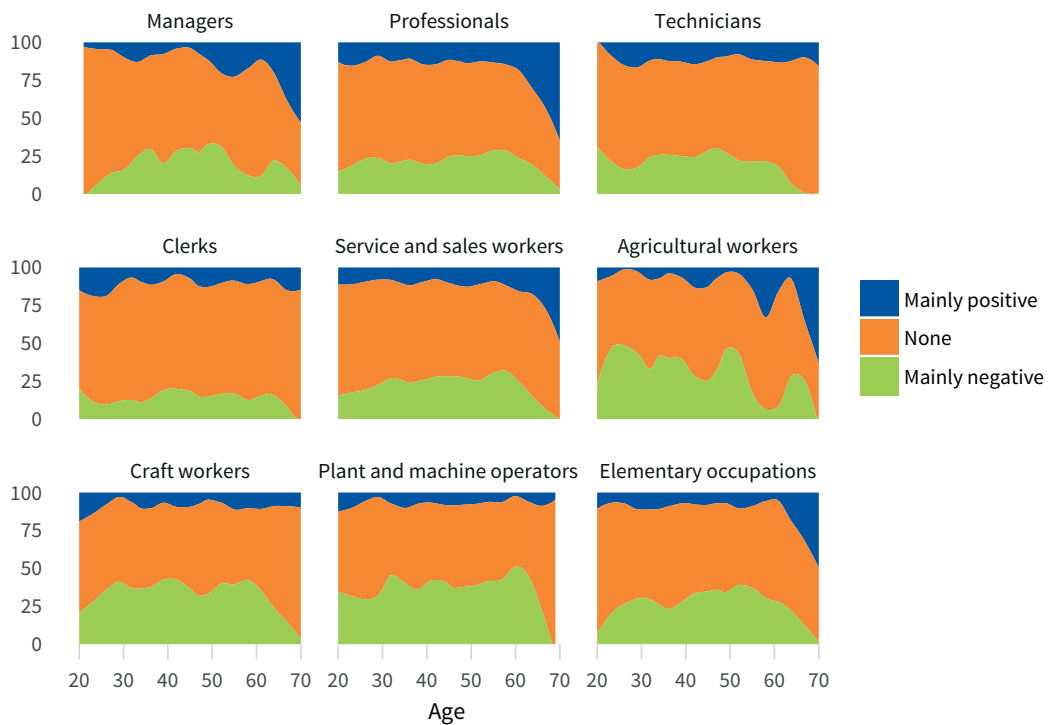 Managers
Professionals
Technicians
100
75
50
25
0
Clerks
Service and sales workers
Agricultural workers
100
75
50
25
0
Mainly positive
None
Mainly negative
Craft workers
Plant and machine operators
Elementary occupations
100
75
50
25
0
20 30 40 50 60 70
20 30 40 50 60 70
20 30 40 50 60 70
Age